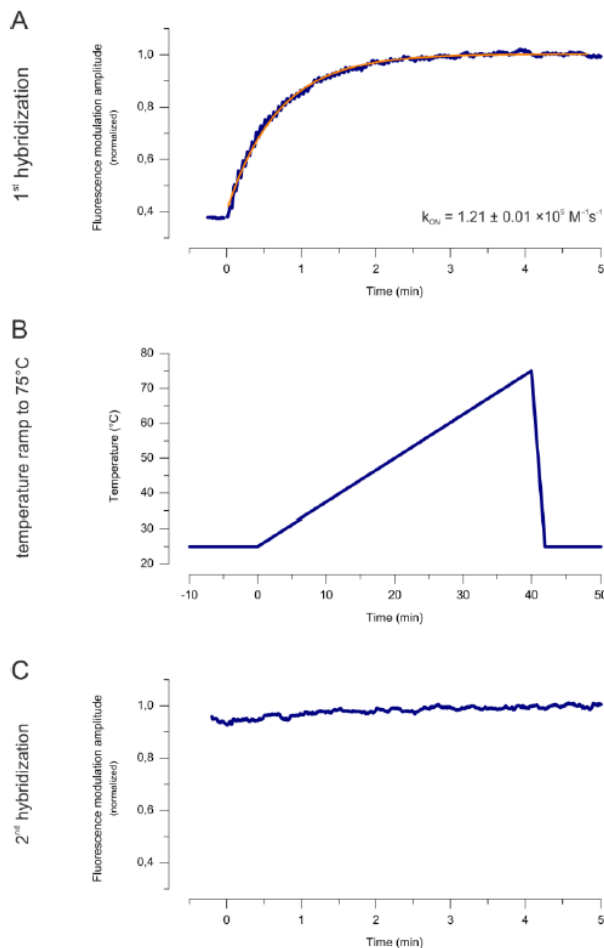 A
1st hybridization
Fluorescence modulation amplitude
(normalized)
1,0
0,8
0,6
0,4
kON = 1.21 ± 0.01 ×10⁵ M⁻¹s⁻¹
0 1 2 3 4 5
Time (min)
B
temperature ramp to 75°C
Temperature (°C)
80
70
60
50
40
30
20
-10 0 10 20 30 40 50
Time (min)
C
2nd hybridization
Fluorescence modulation amplitude
(normalized)
1,0
0,8
0,6
0,4
0 1 2 3 4 5
Time (min)